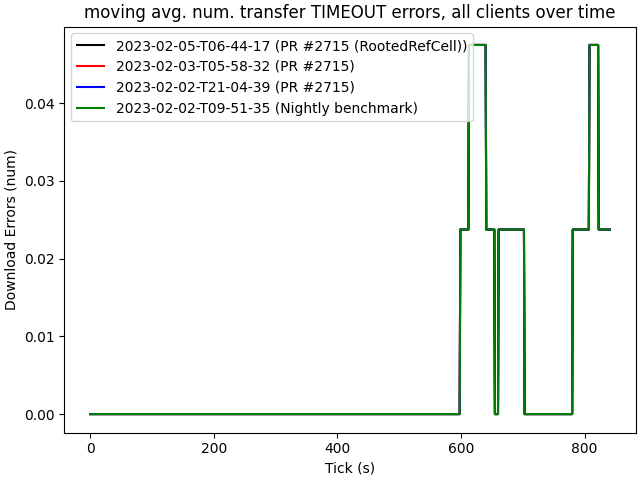 moving avg. num. transfer TIMEOUT errors, all clients over time
2023-02-05-T06-44-17 (PR #2715 (RootedRefCell))
2023-02-03-T05-58-32 (PR #2715)
2023-02-02-T21-04-39 (PR #2715)
2023-02-02-T09-51-35 (Nightly benchmark)
Download Errors (num)
0.04
0.03
0.02
0.01
0.00
0 200 400 600 800
Tick (s)